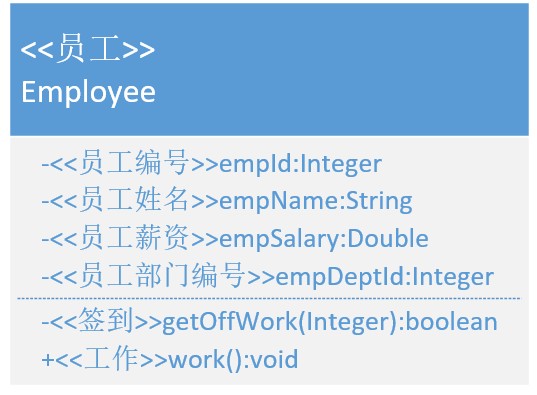 <<员工>>
Employee
-<<员工编号>>empId:Integer
-<<员工姓名>>empName:String
-<<员工薪资>>empSalary:Double
-<<员工部门编号>>empDeptId:Integer
-<<签到>>getOffWork(Integer):boolean
+<<工作>>work():void